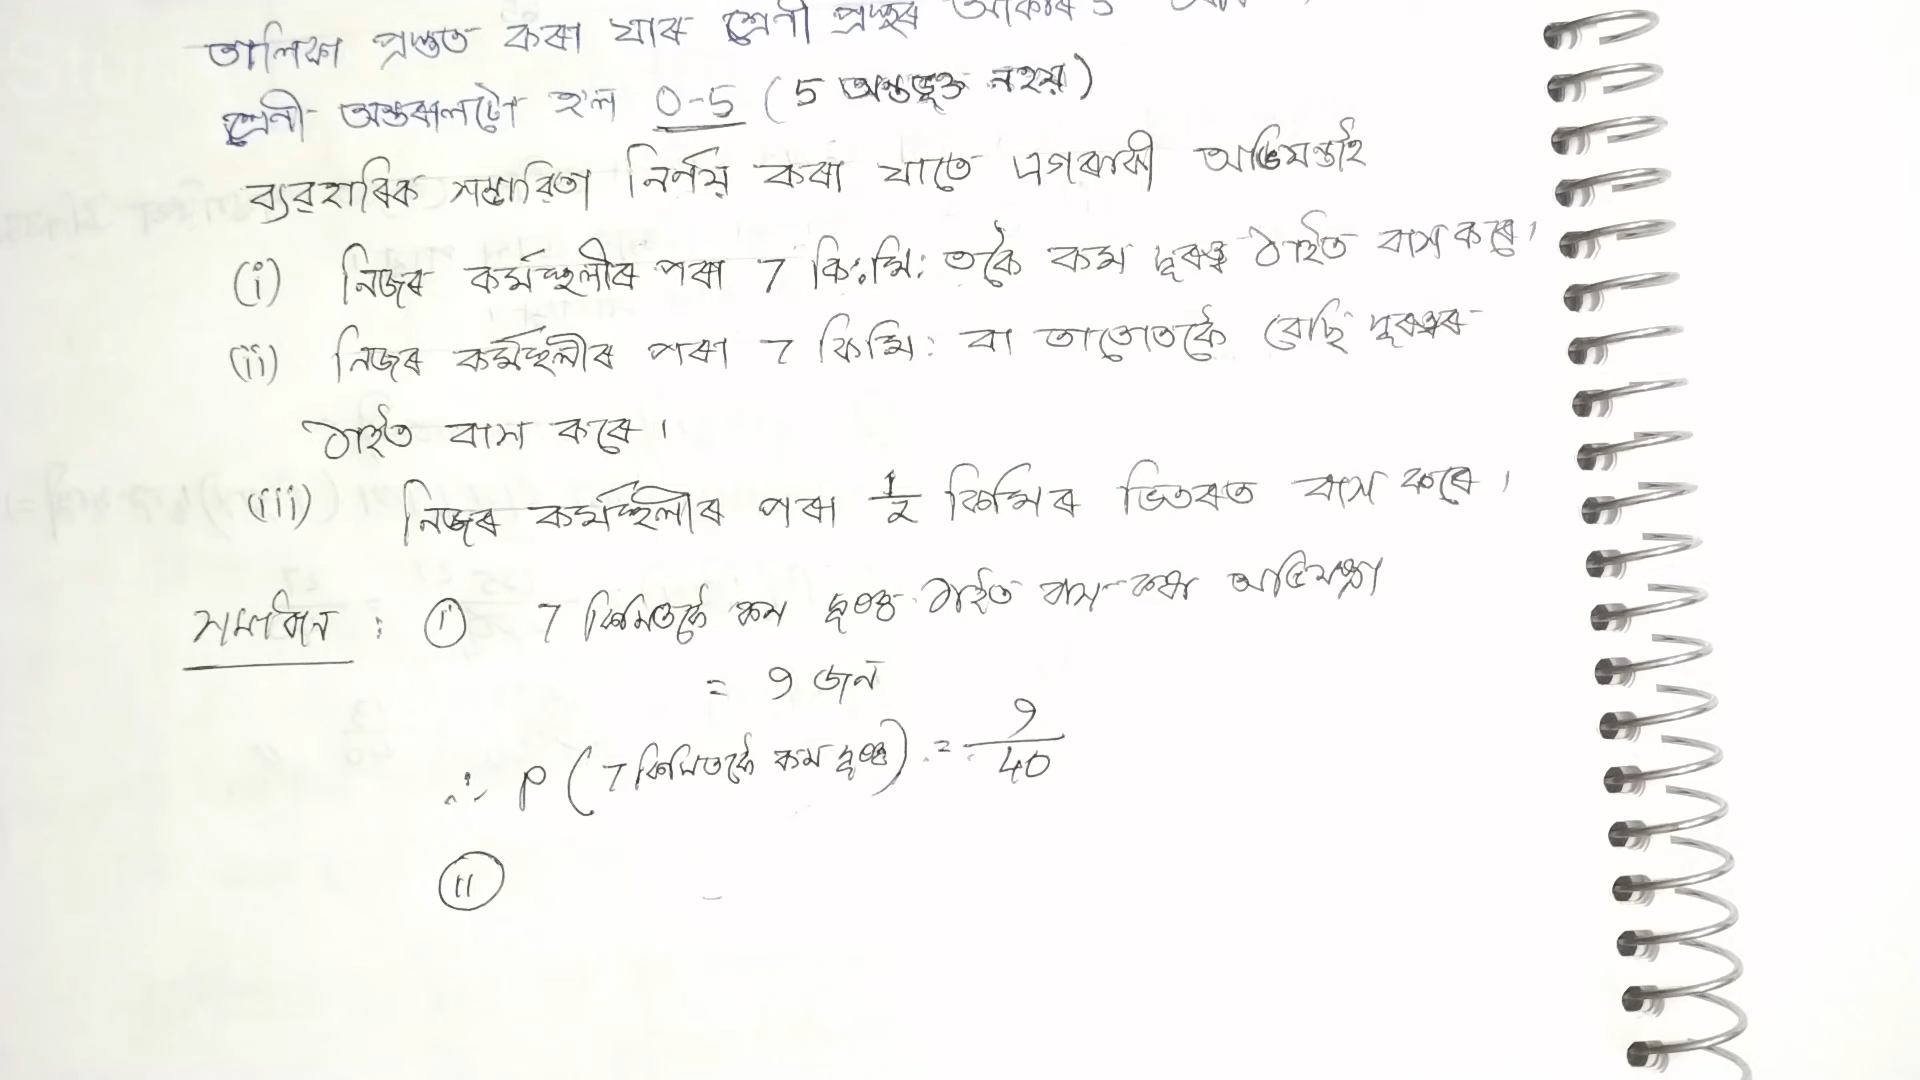 তালিকা প্ৰস্তুত কৰা যাৰ শ্ৰেণী প্ৰস্থৰ আকাৰ 5
শ্ৰেণী অন্তৰালটো হ'ল 0-5 (5 অন্তৰ্ভুক্ত নহয়)
ব্যৱহাৰিক সম্ভাৱিতা নিৰ্ণয় কৰা যাতে এগৰাকী অভিযন্তাই
(i) নিজৰ কৰ্মস্থলীৰ পৰা 7 কিঃমিঃ তকৈ কম দূৰত্ব ঠাইত বাস কৰে।
(ii) নিজৰ কৰ্মস্থলীৰ পৰা 7 কিমিঃ বা তাতোতকৈ বেছি দূৰত্বৰ
ঠাইত বাস কৰে।
(iii) নিজৰ কৰ্মস্থলীৰ পৰা 1/2 কিমিৰ ভিতৰত বাস কৰে।
সমাধান : (i) 7 কিমিতকৈ কম দূৰত্ব ঠাইত বাস কৰা অভিযন্তা
= 9 জন
∴ P (7 কিমিতকৈ কম দূৰত্ব) = 9/40
(ii)